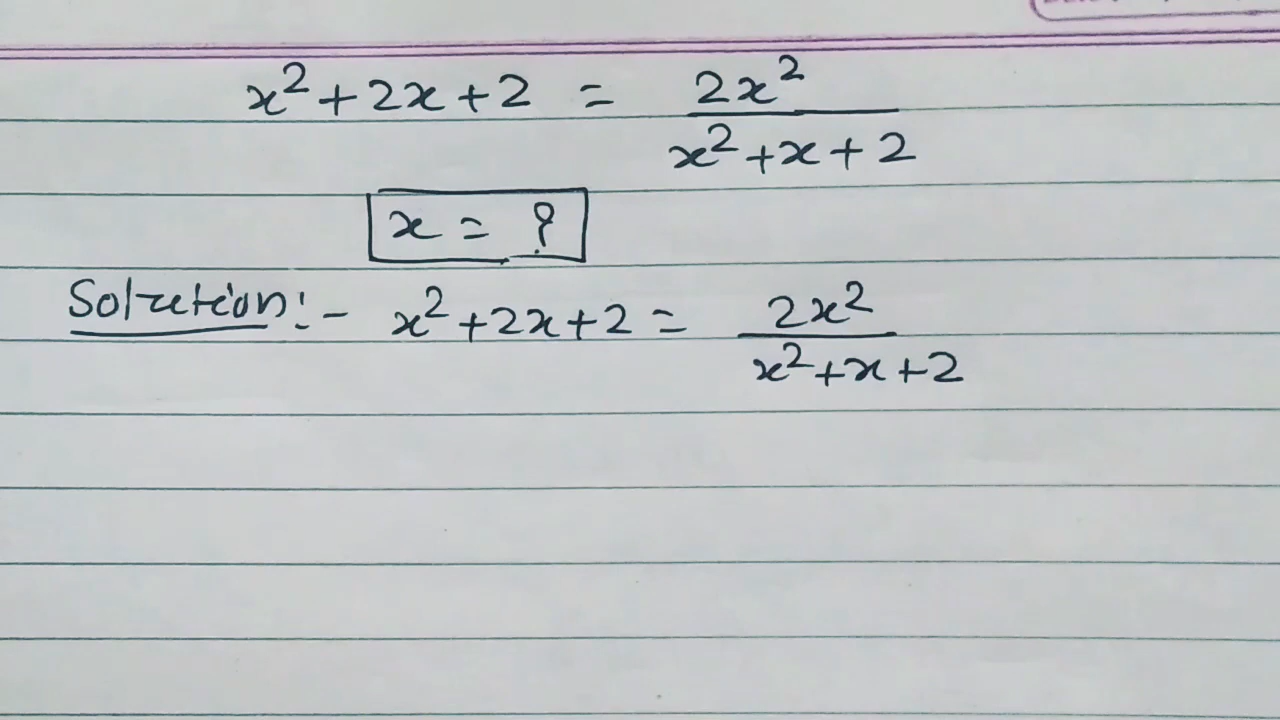 x² + 2x + 2 = 2x² / x² + x + 2
x = ?
Solution:- x² + 2x + 2 = 2x² / x² + x + 2